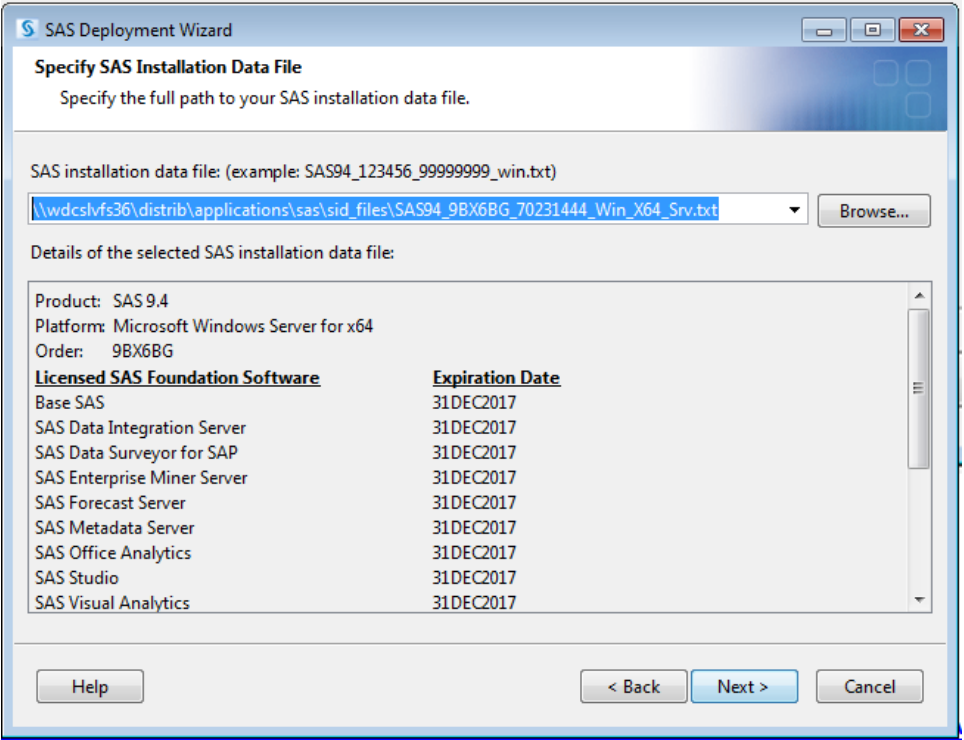 SAS Deployment Wizard
Specify SAS Installation Data File
Specify the full path to your SAS installation data file.
SAS installation data file: (example: SAS94_123456_99999999_win.txt)
\\wdcslvfs36\distrib\applications\sas\sid_files\SAS94_9BX6BG_70231444_Win_X64_Srv.txt
Browse...
Details of the selected SAS installation data file:
Product: SAS 9.4
Platform: Microsoft Windows Server for x64
Order: 9BX6BG
Licensed SAS Foundation Software Expiration Date
Base SAS 31DEC2017
SAS Data Integration Server 31DEC2017
SAS Data Surveyor for SAP 31DEC2017
SAS Enterprise Miner Server 31DEC2017
SAS Forecast Server 31DEC2017
SAS Metadata Server 31DEC2017
SAS Office Analytics 31DEC2017
SAS Studio 31DEC2017
SAS Visual Analytics 31DEC2017
Help < Back Next > Cancel